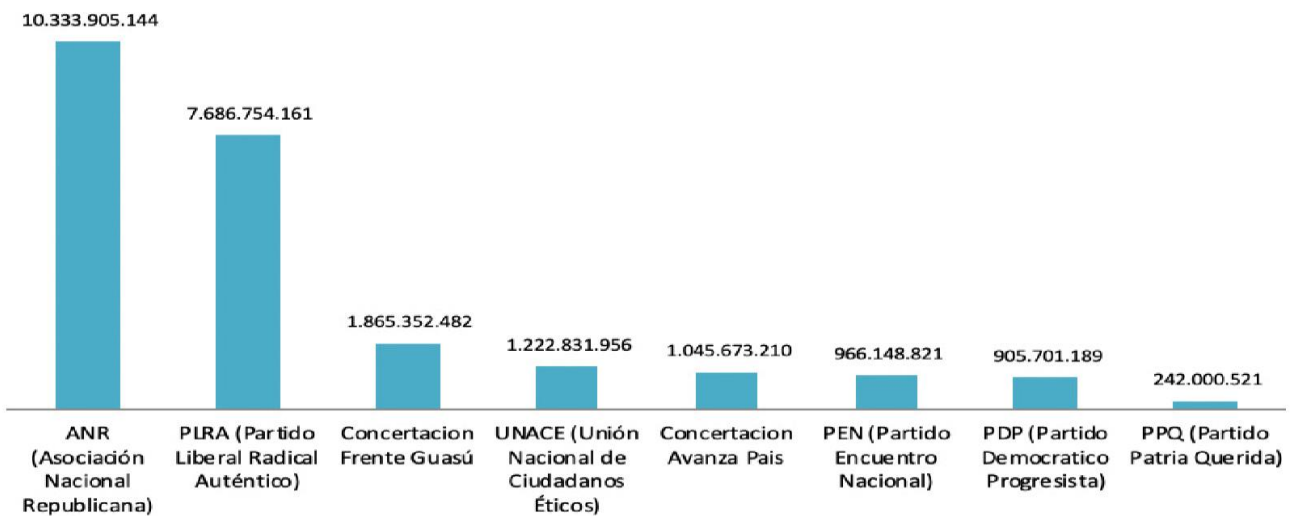 10.333.905.144
7.686.754.161
1.865.352.482
1.222.831.956
1.045.673.210
966.148.821
905.701.189
242.000.521
ANR
(Asociación
Nacional
Republicana)
PLRA (Partido
Liberal Radical
Auténtico)
Concertacion
Frente Guasú
UNACE (Unión
Nacional de
Ciudadanos
Éticos)
Concertacion
Avanza Pais
PEN (Partido
Encuentro
Nacional)
PDP (Partido
Democratico
Progresista)
PPQ (Partido
Patria Querida)